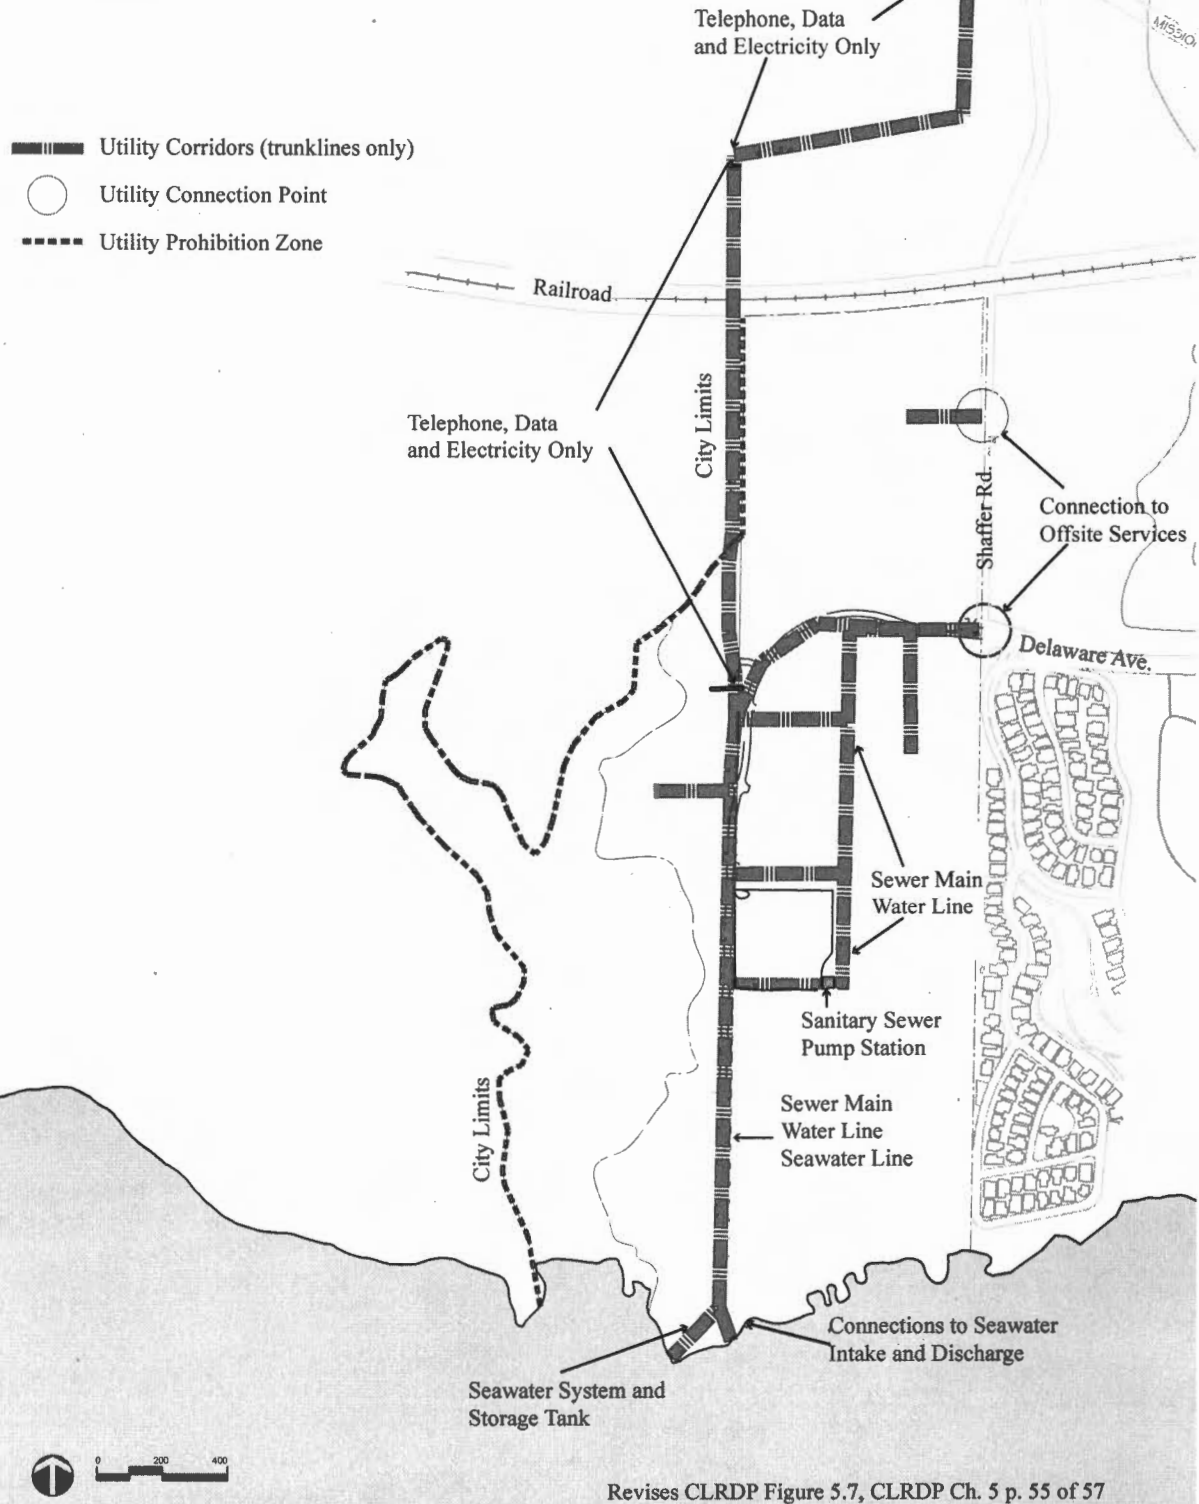 Telephone, Data
and Electricity Only
Utility Corridors (trunklines only)
Utility Connection Point
Utility Prohibition Zone
Railroad
Telephone, Data
and Electricity Only
City Limits
Shaffer Rd.
Connection to
Offsite Services
Delaware Ave.
Sewer Main
Water Line
Sanitary Sewer
Pump Station
Sewer Main
Water Line
Seawater Line
City Limits
Connections to Seawater
Intake and Discharge
Seawater System and
Storage Tank
0 200 400
Revises CLRDP Figure 5.7, CLRDP Ch. 5 p. 55 of 57